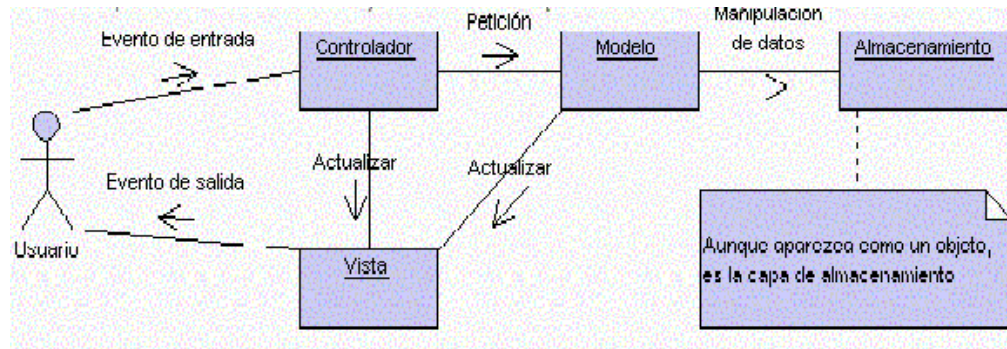 Evento de entrada
Controlador
Petición
Modelo
Manipulación
de datos
Almacenamiento
Actualizar
Actualizar
Evento de salida
Usuario
Vista
Aunque aparezca como un objeto,
es la capa de almacenamiento